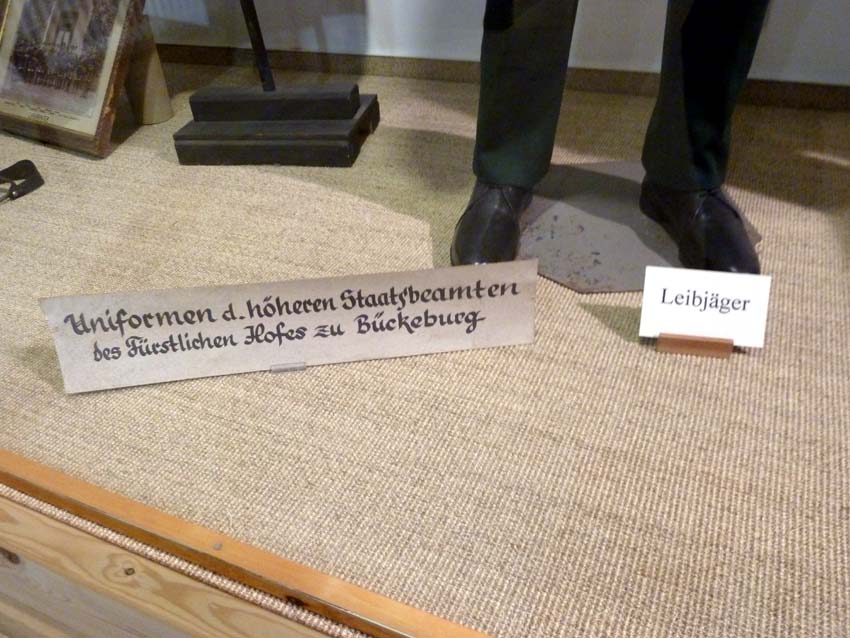 Uniformen d. höheren Staatsbeamten
des Fürstlichen Hofes zu Bückeburg
Leibjäger